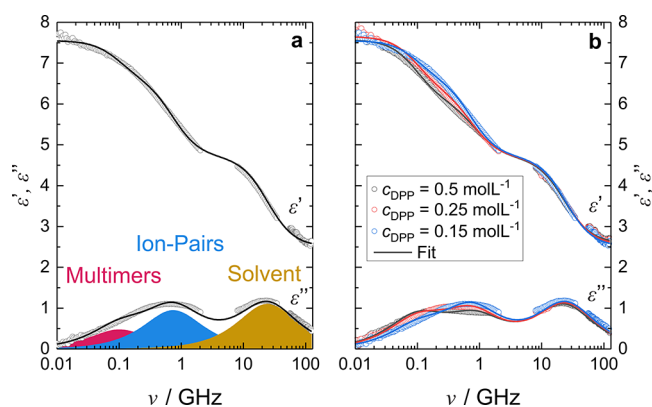 8
7
6
5
4
3
2
1
0
ε', ε''
a
ε'
Ion-Pairs
Multimers
Solvent
ε''
0.01
0.1
1
10
100
ν / GHz
8
7
6
5
4
3
2
1
0
ε', ε''
b
c_DPP = 0.5 molL⁻¹
c_DPP = 0.25 molL⁻¹
c_DPP = 0.15 molL⁻¹
Fit
ε'
ε''
0.01
0.1
1
10
100
ν / GHz